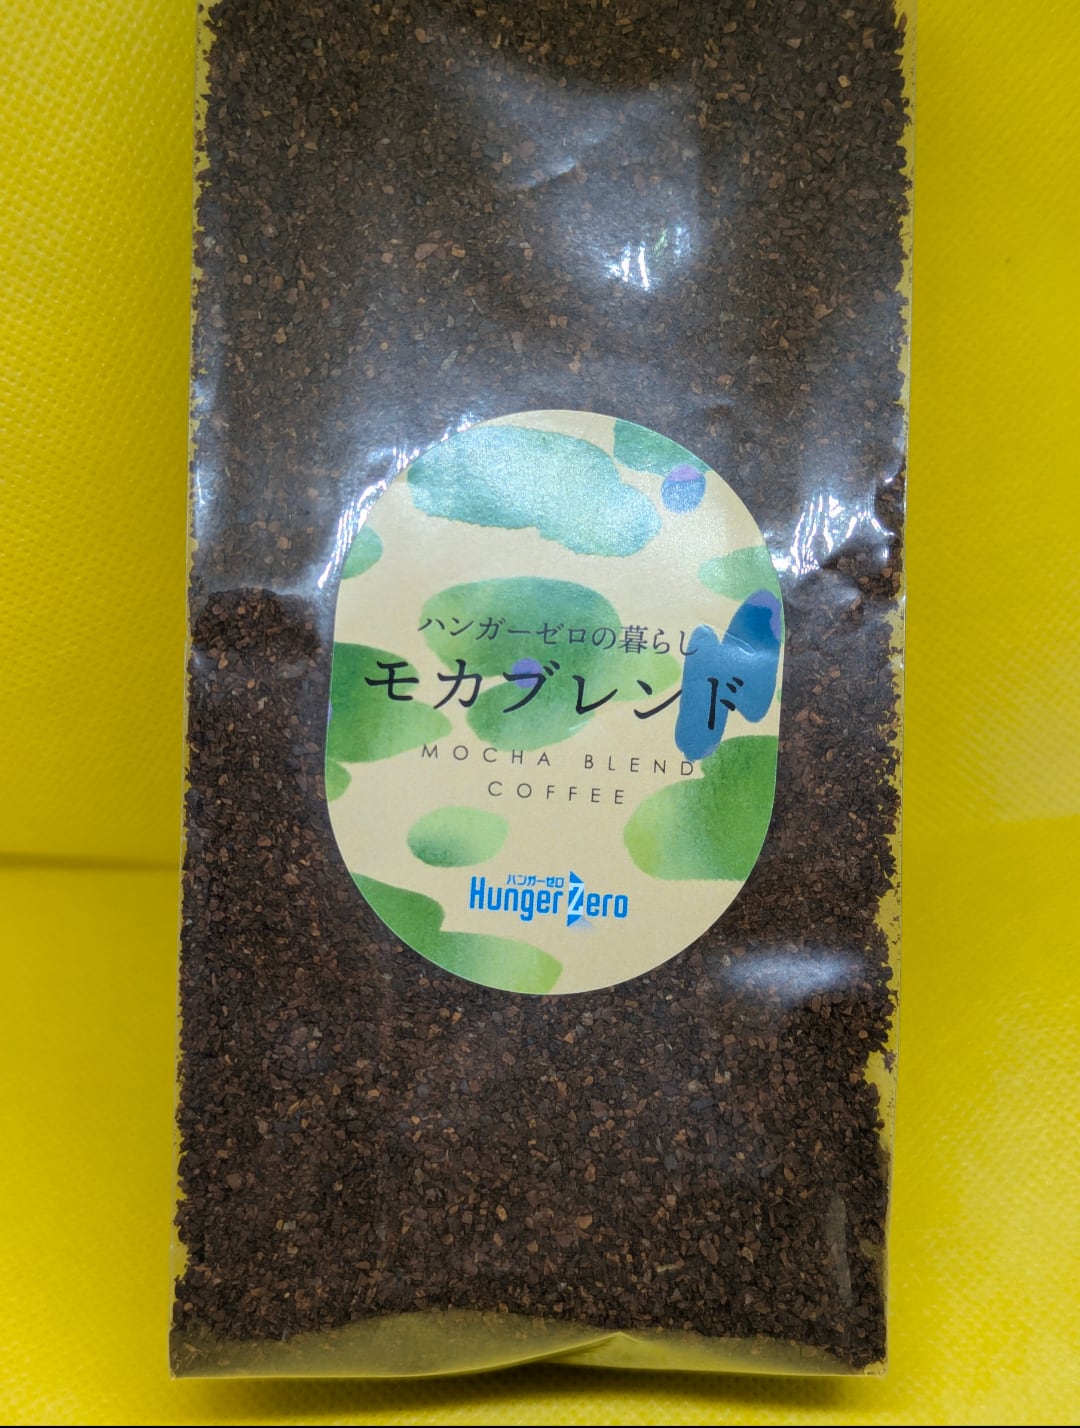 ハンガーゼロの暮らし
モカブレンド
MOCHA BLEND
COFFEE
ハンガーゼロ
HungerZero